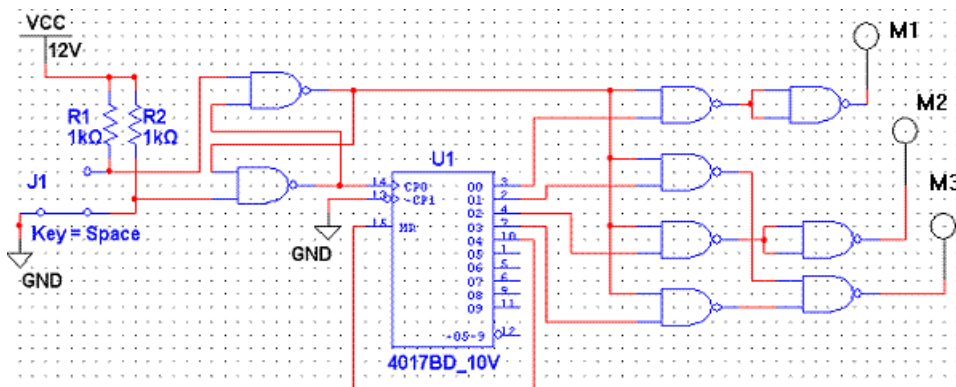 VCC
12V
R1
1kΩ
R2
1kΩ
J1
Key = Space
GND
GND
U1
14
13
15
CP0
~CP1
MR
O0
O1
O2
O3
O4
O5
O6
O7
O8
O9
~O5-9
3
2
4
7
10
1
5
6
9
11
12
4017BD_10V
M1
M2
M3